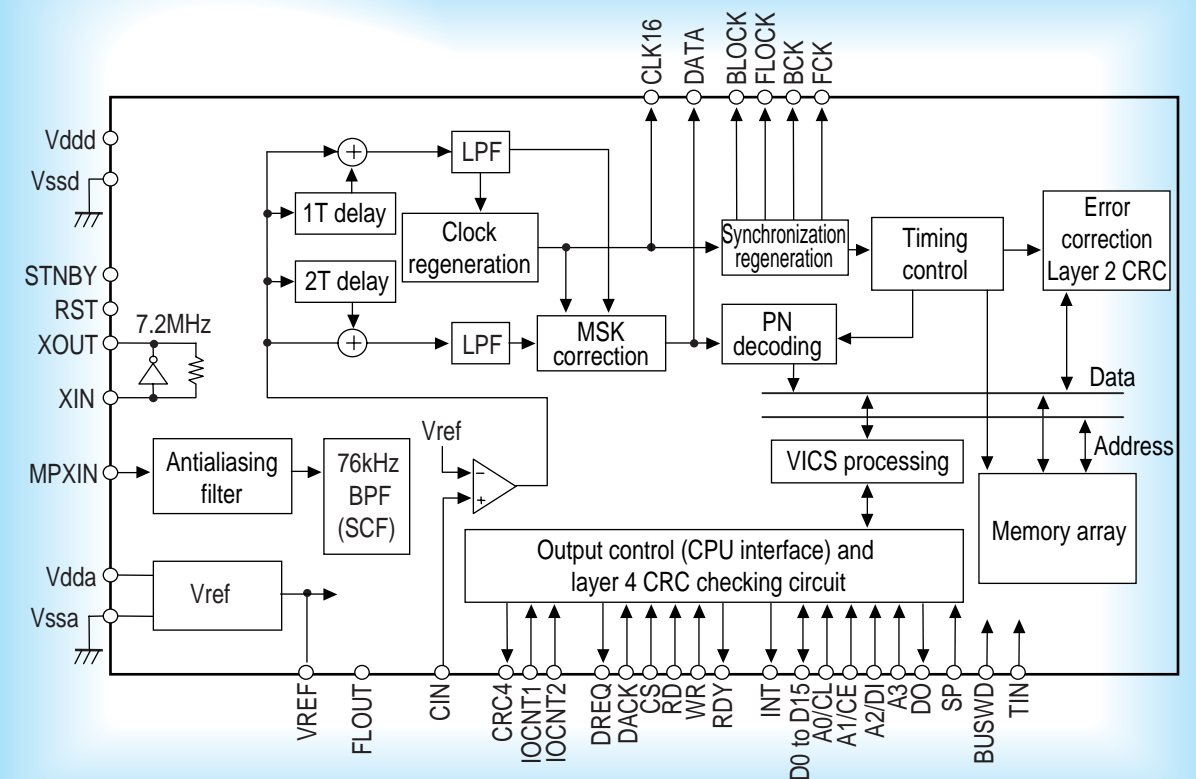 CLK16
DATA
BLOCK
FLOCK
BCK
FCK
Vddd
Vssd
STNBY
RST
XOUT
7.2MHz
XIN
MPXIN
Vdda
Vssa
LPF
1T delay
Clock
regeneration
2T delay
LPF
MSK
correction
Synchronization
regeneration
Timing
control
Error
correction
Layer 2 CRC
PN
decoding
Data
Address
VICS processing
Memory array
Antialiasing
filter
76kHz
BPF
(SCF)
Vref
Vref
Output control (CPU interface) and
layer 4 CRC checking circuit
VREF
FLOUT
CIN
CRC4
IOCNT1
IOCNT2
DREQ
DACK
CS
RD
WR
RDY
INT
D0 to D15
A0/CL
A1/CE
A2/DI
A3
DO
SP
BUSWD
TIN